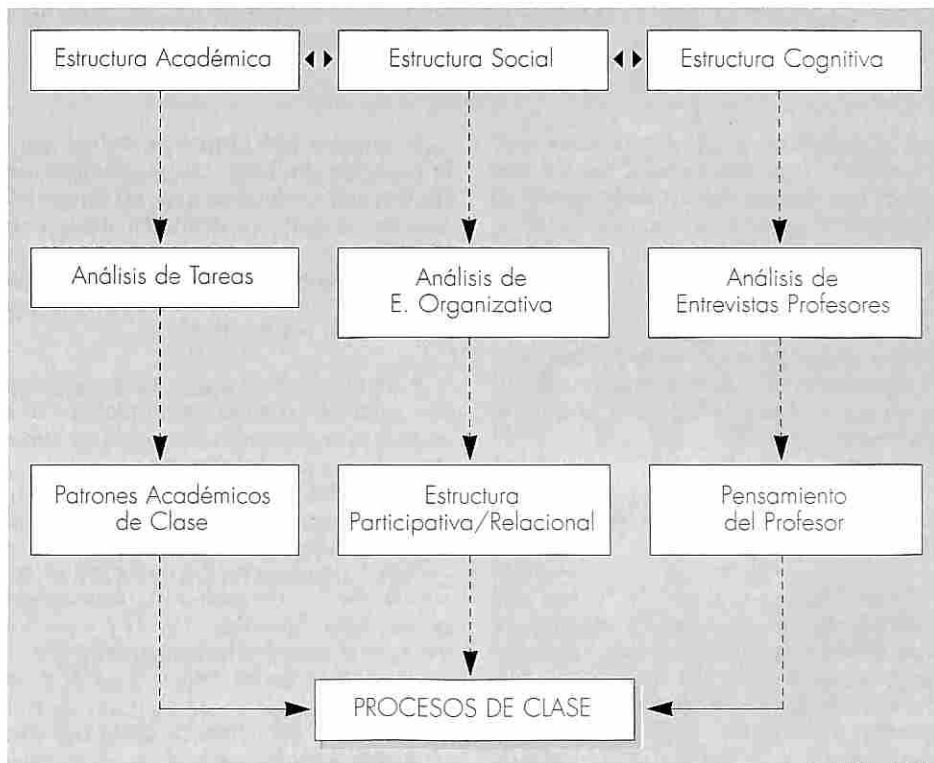 Estructura Académica
Estructura Social
Estructura Cognitiva
Análisis de Tareas
Análisis de
E. Organizativa
Análisis de
Entrevistas Profesores
Patrones Académicos
de Clase
Estructura
Participativa/Relacional
Pensamiento
del Profesor
PROCESOS DE CLASE